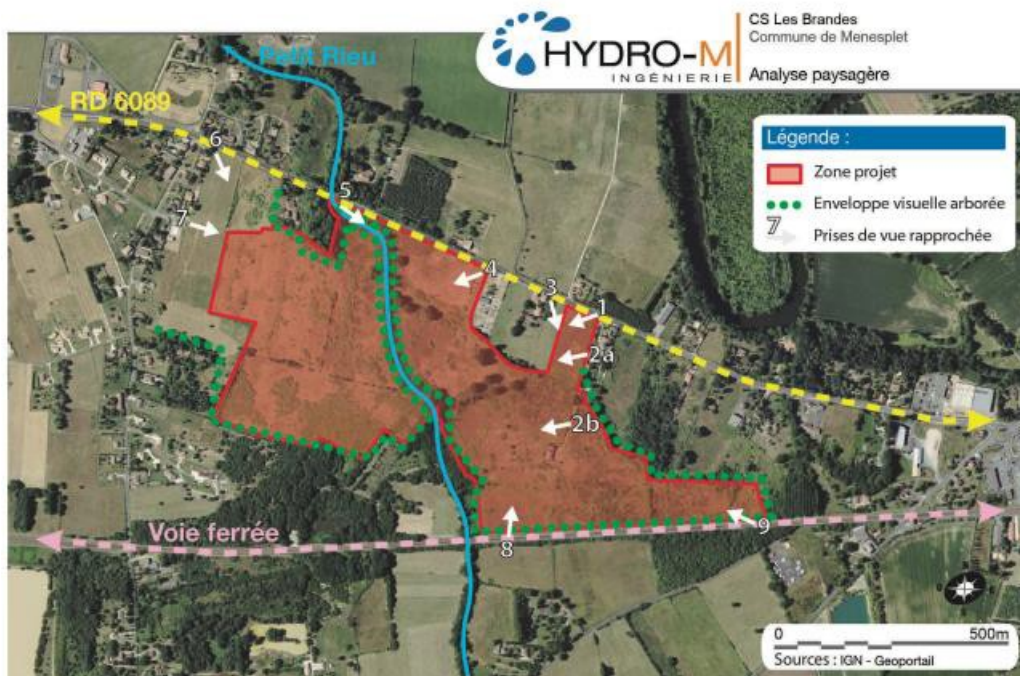 HYDRO-M
INGÉNIERIE
CS Les Brandes
Commune de Menesplet
Analyse paysagère
Petit Rieu
RD 6089
Légende :
Zone projet
Enveloppe visuelle arborée
7 Prises de vue rapprochée
6
5
7
4
3
1
2a
2b
Voie ferrée
8
9
0 500m
Sources : IGN - Geoportail